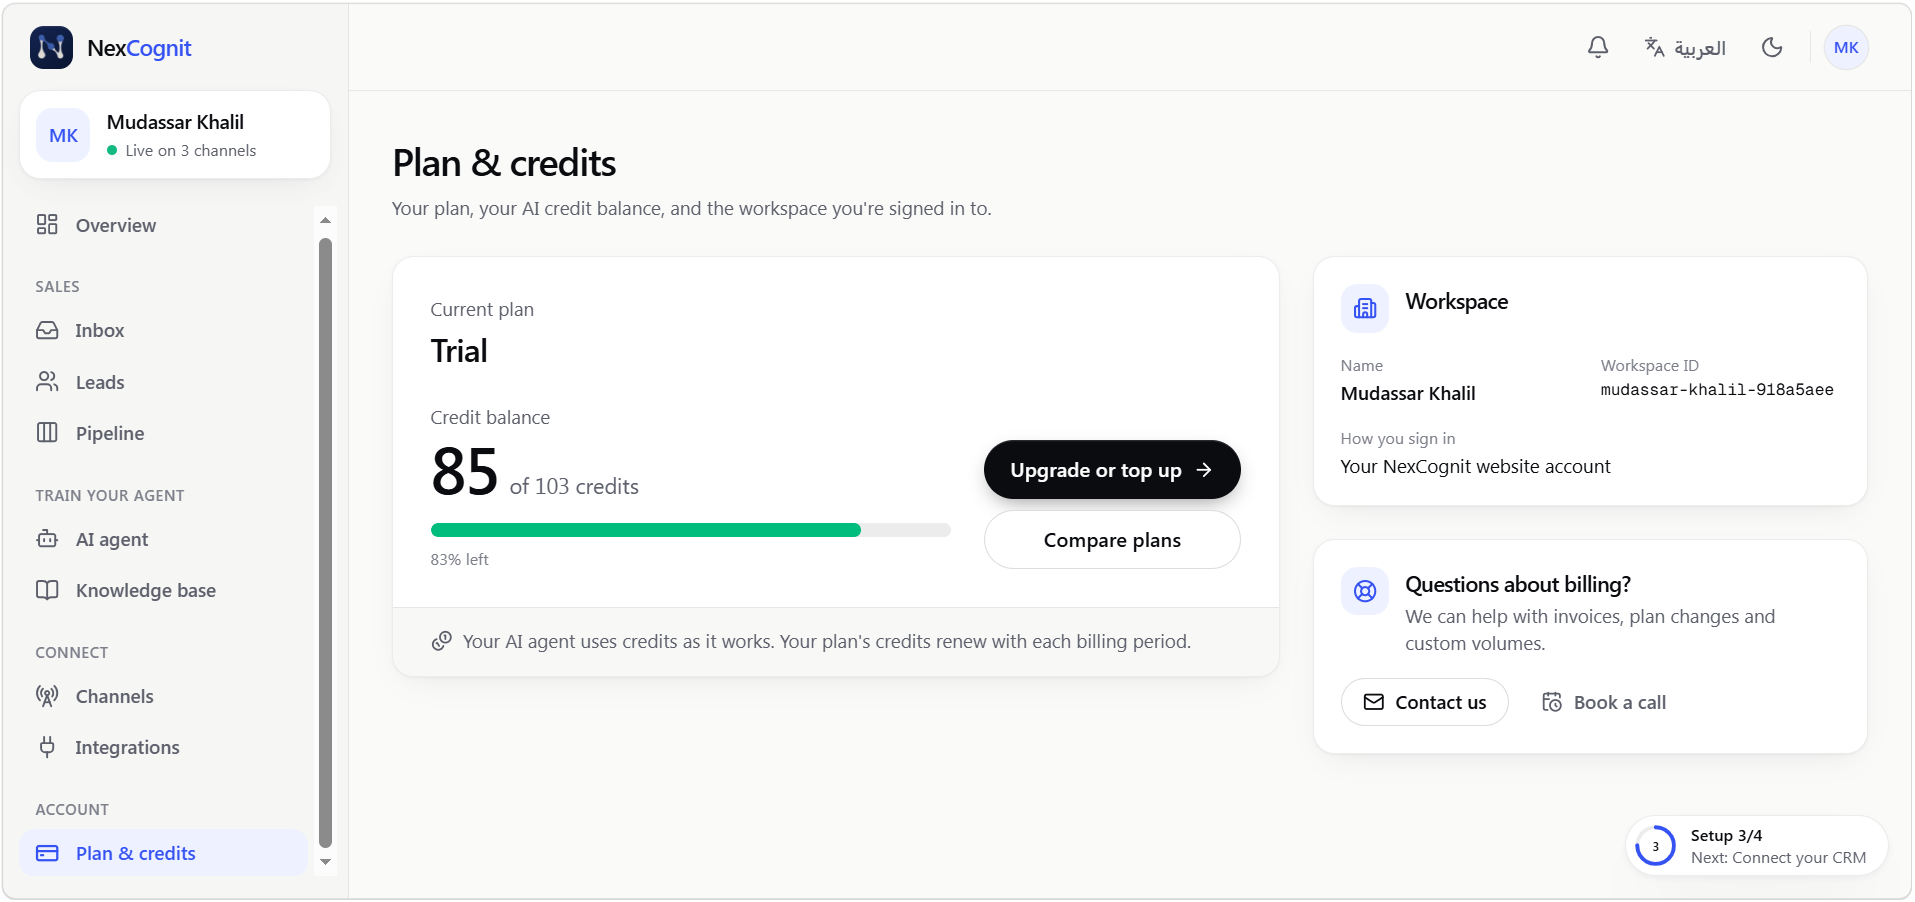 NexCognit
العربية
MK
MK
Mudassar Khalil
Live on 3 channels
Overview
SALES
Inbox
Leads
Pipeline
TRAIN YOUR AGENT
AI agent
Knowledge base
CONNECT
Channels
Integrations
ACCOUNT
Plan & credits
Plan & credits
Your plan, your AI credit balance, and the workspace you're signed in to.
Current plan
Trial
Credit balance
85 of 103 credits
83% left
Upgrade or top up
Compare plans
Your AI agent uses credits as it works. Your plan's credits renew with each billing period.
Workspace
Name
Mudassar Khalil
Workspace ID
mudassar-khalil-918a5aee
How you sign in
Your NexCognit website account
Questions about billing?
We can help with invoices, plan changes and
custom volumes.
Contact us
Book a call
3
Setup 3/4
Next: Connect your CRM